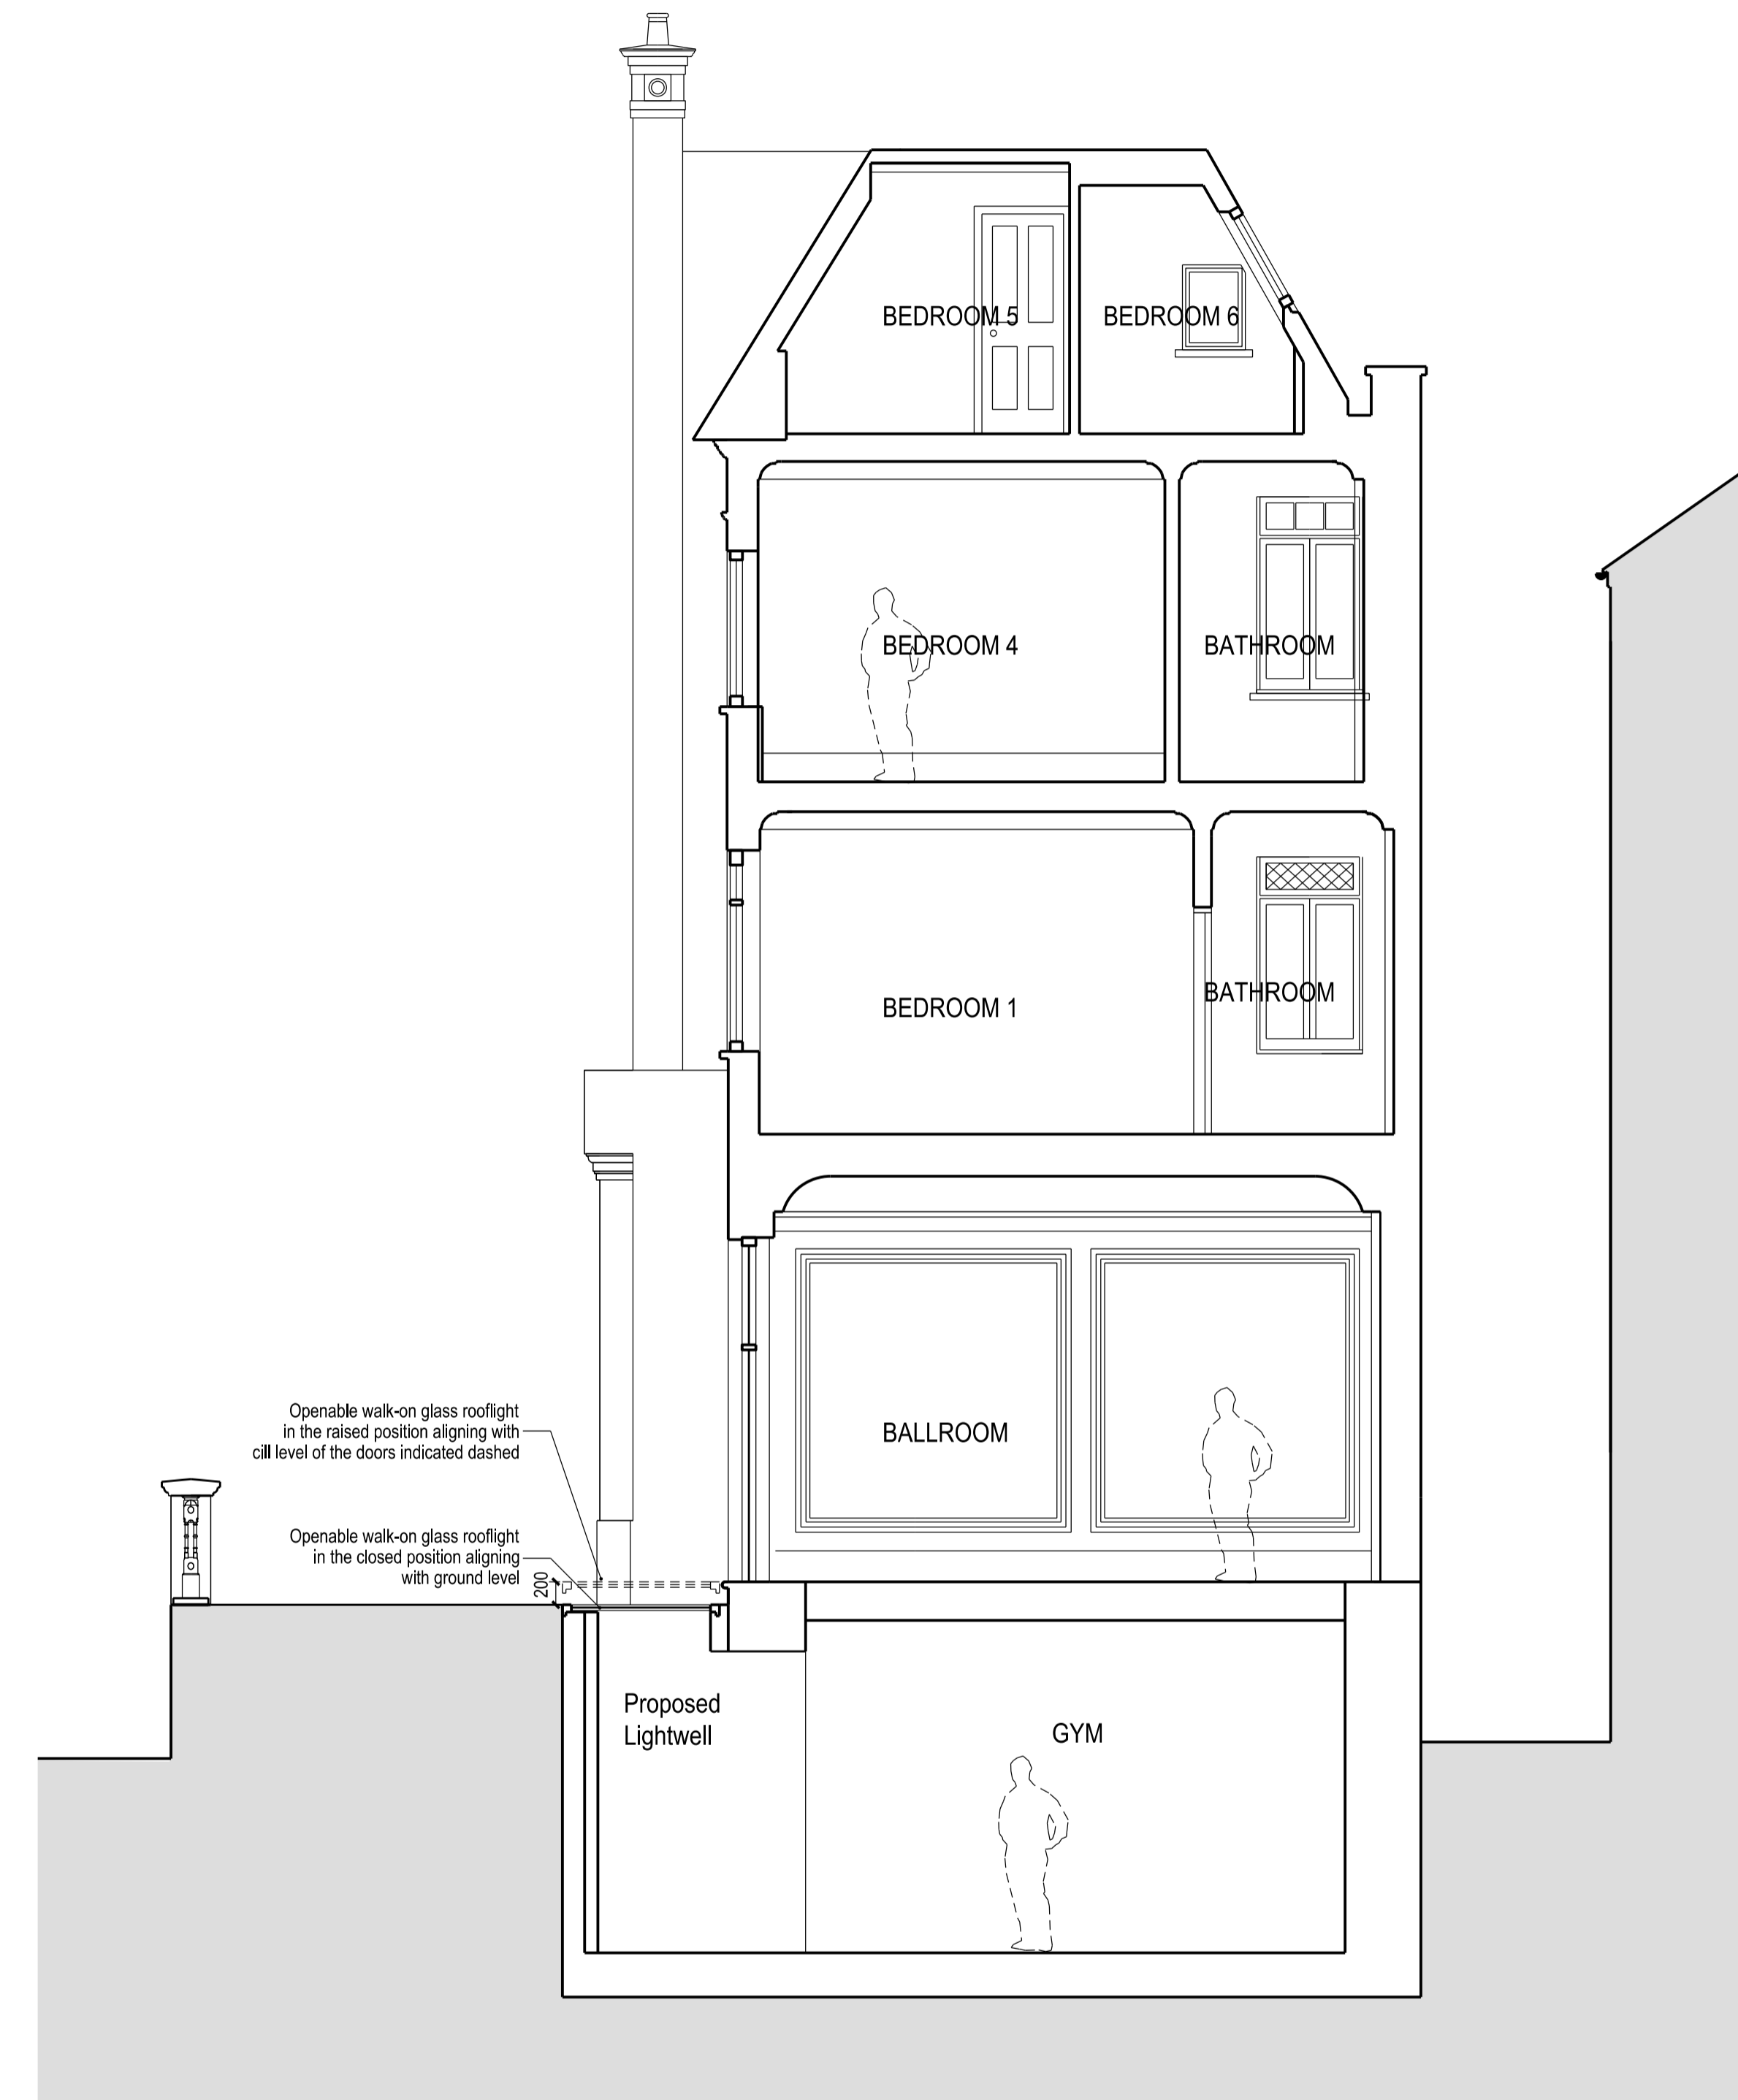 BEDROOM 5
BEDROOM 6
BEDROOM 4
BATHROOM
BEDROOM 1
BATHROOM
Openable walk-on glass rooflight
in the raised position aligning with
cill level of the doors indicated dashed
BALLROOM
Openable walk-on glass rooflight
in the closed position aligning
with ground level
200
Proposed
Lightwell
GYM